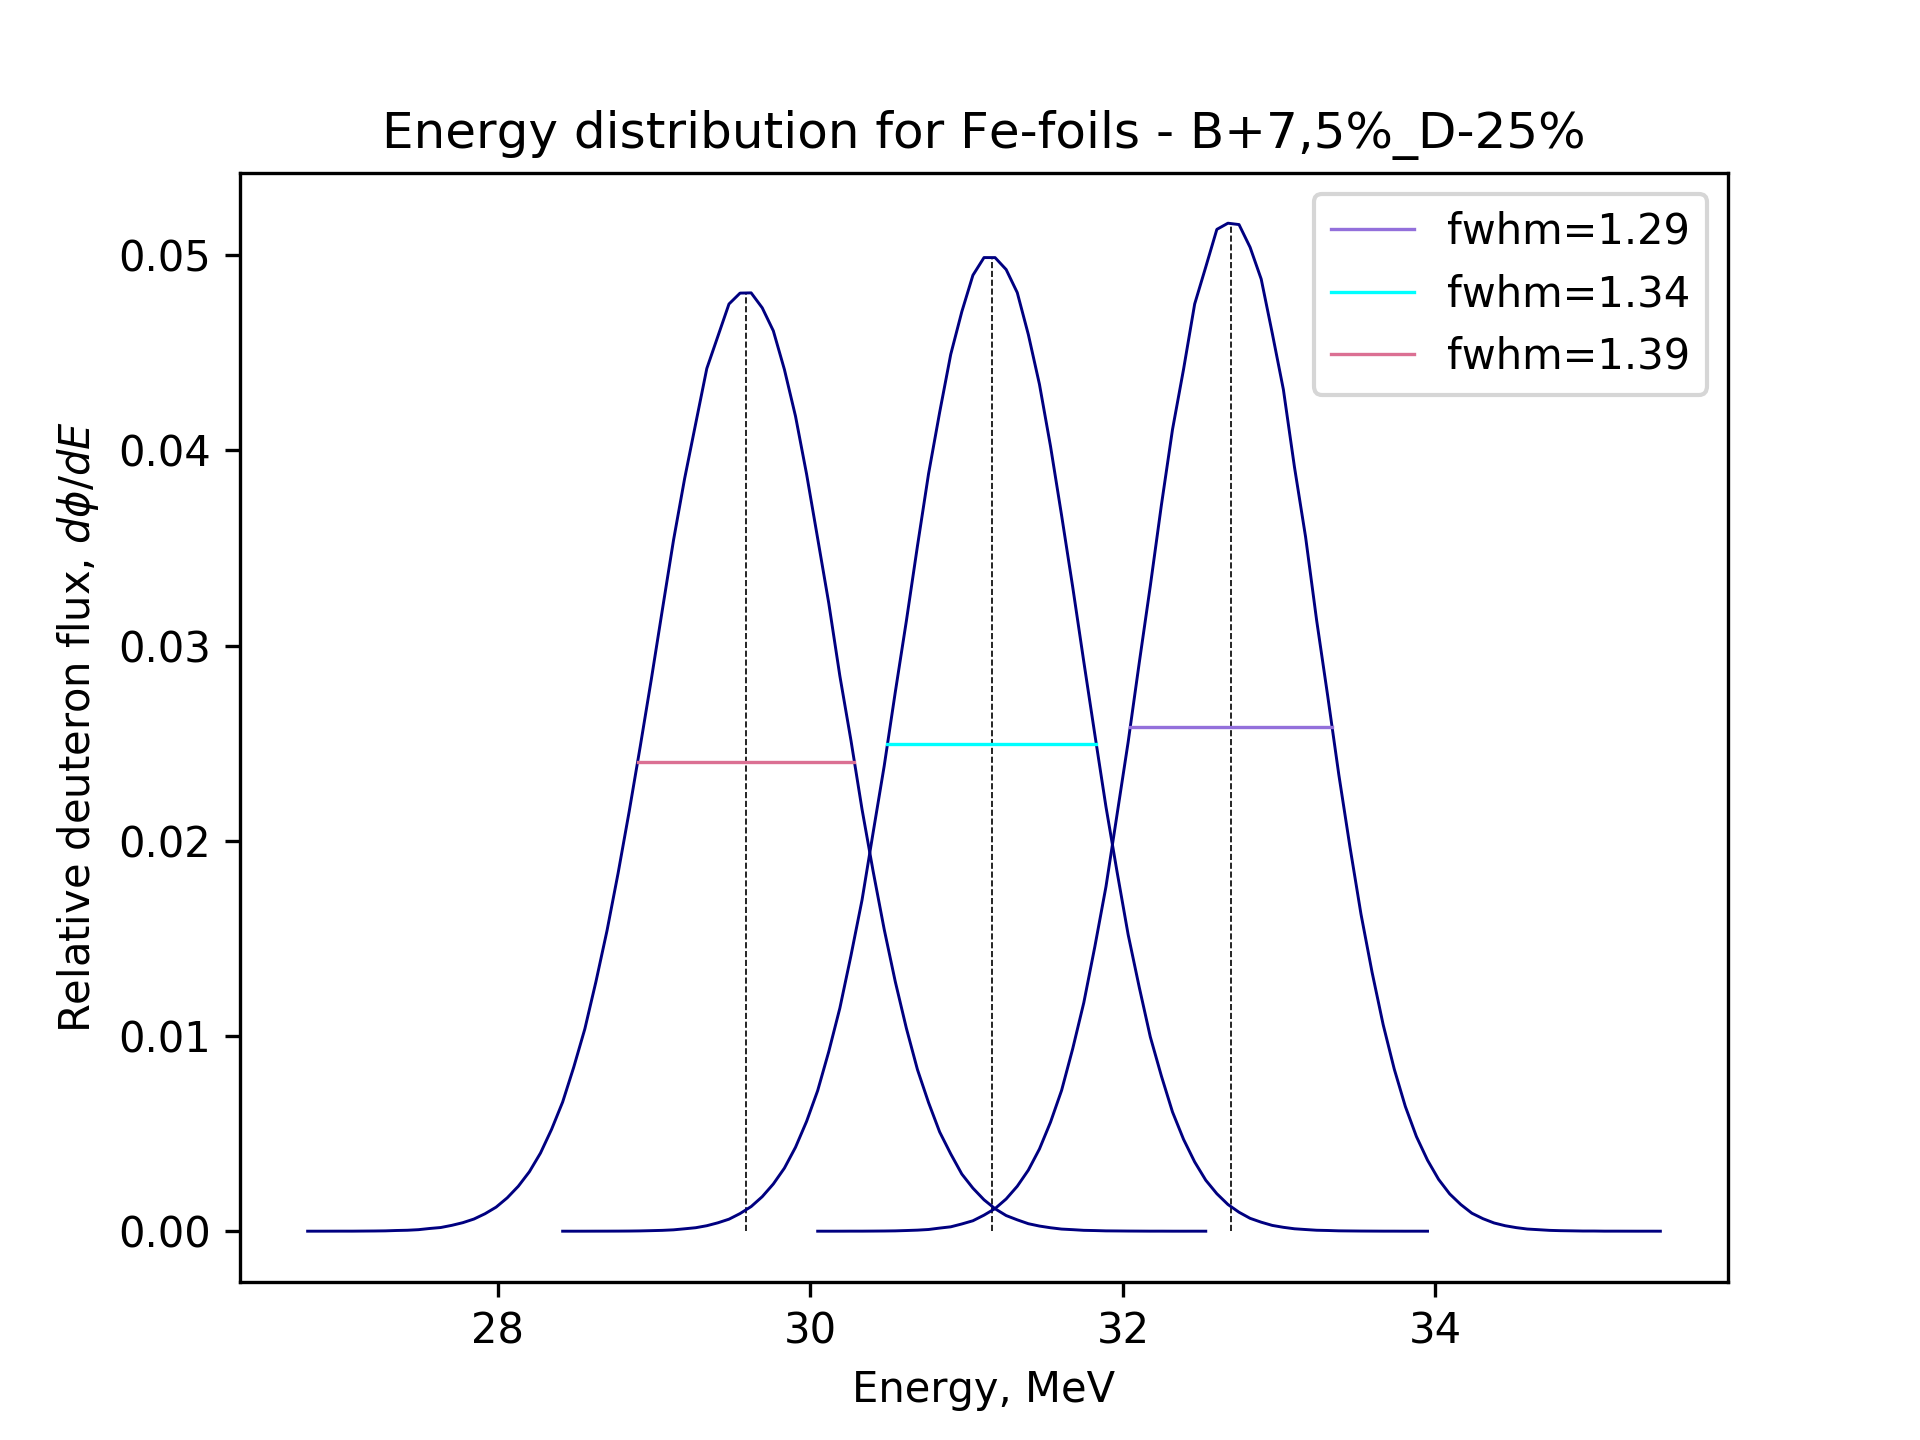 Energy distribution for Fe-foils - B+7,5%_D-25%
fwhm=1.29
fwhm=1.34
fwhm=1.39
Relative deuteron flux, dϕ/dE
0.05
0.04
0.03
0.02
0.01
0.00
28 30 32 34
Energy, MeV